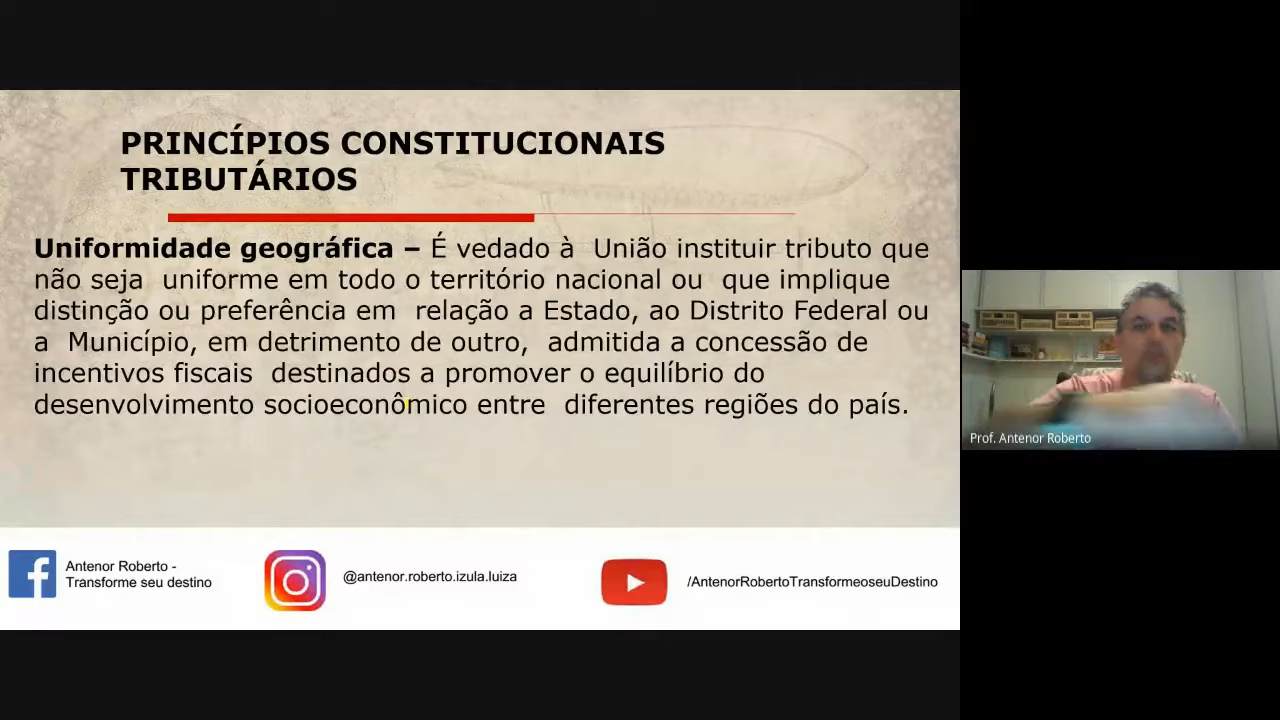 PRINCÍPIOS CONSTITUCIONAIS
TRIBUTÁRIOS
Uniformidade geográfica – É vedado à União instituir tributo que
não seja uniforme em todo o território nacional ou que implique
distinção ou preferência em relação a Estado, ao Distrito Federal ou
a Município, em detrimento de outro, admitida a concessão de
incentivos fiscais destinados a promover o equilíbrio do
desenvolvimento socioeconômico entre diferentes regiões do país.
Prof. Antenor Roberto
Antenor Roberto -
Transforme seu destino
@antenor.roberto.izula.luiza
/AntenorRobertoTransformeoseuDestino